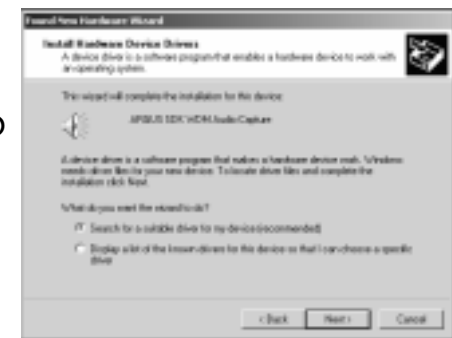 Found New Hardware Wizard
Install Hardware Device Drivers
A device driver is a software program that enables a hardware device to work with
an operating system.
This wizard will complete the installation for this device:
SDK WDM Audio Capture
A device driver is a software program that makes a hardware device work. Windows
needs driver files for your new device. To locate driver files and complete the
installation click Next.
What do you want the wizard to do?
Search for a suitable driver for my device (recommended)
Display a list of the known drivers for this device so that I can choose a specific
driver
< Back
Next >
Cancel